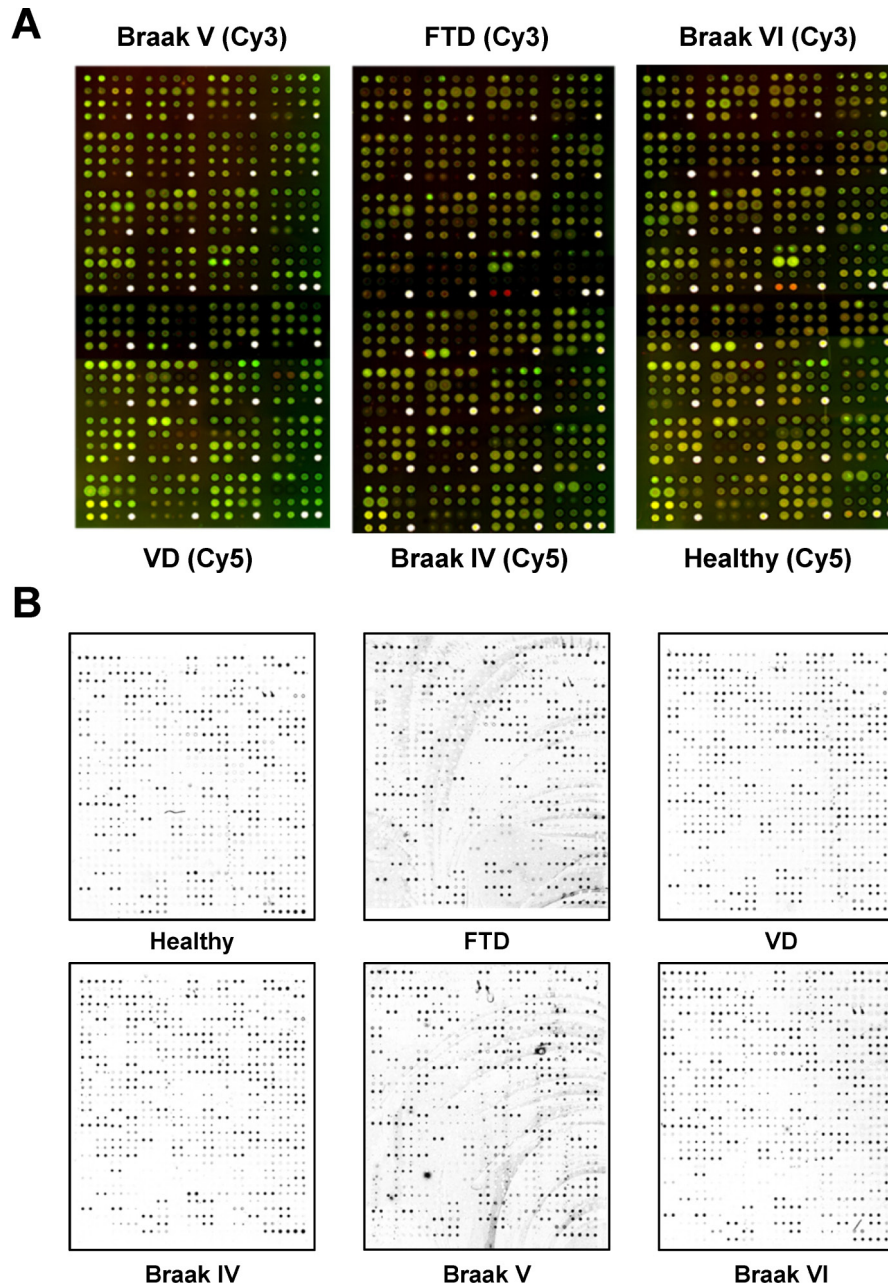 A
Braak V (Cy3) FTD (Cy3) Braak VI (Cy3)
VD (Cy5) Braak IV (Cy5) Healthy (Cy5)
B
Healthy FTD VD
Braak IV Braak V Braak VI